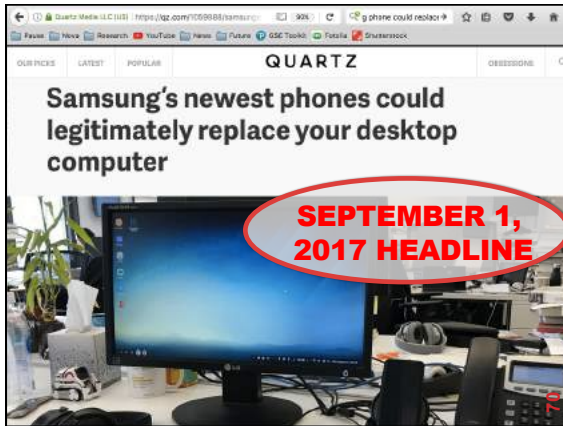 Quartz Media LLC (US) https://qz.com/1059888/samsung 90% g phone could replace
Pause Nova Research YouTube News Future GSE Toolkit Fotolia Shutterstock
OUR PICKS LATEST POPULAR QUARTZ OBSESSIONS
Samsung's newest phones could
legitimately replace your desktop
computer
SEPTEMBER 1,
2017 HEADLINE
LG
70